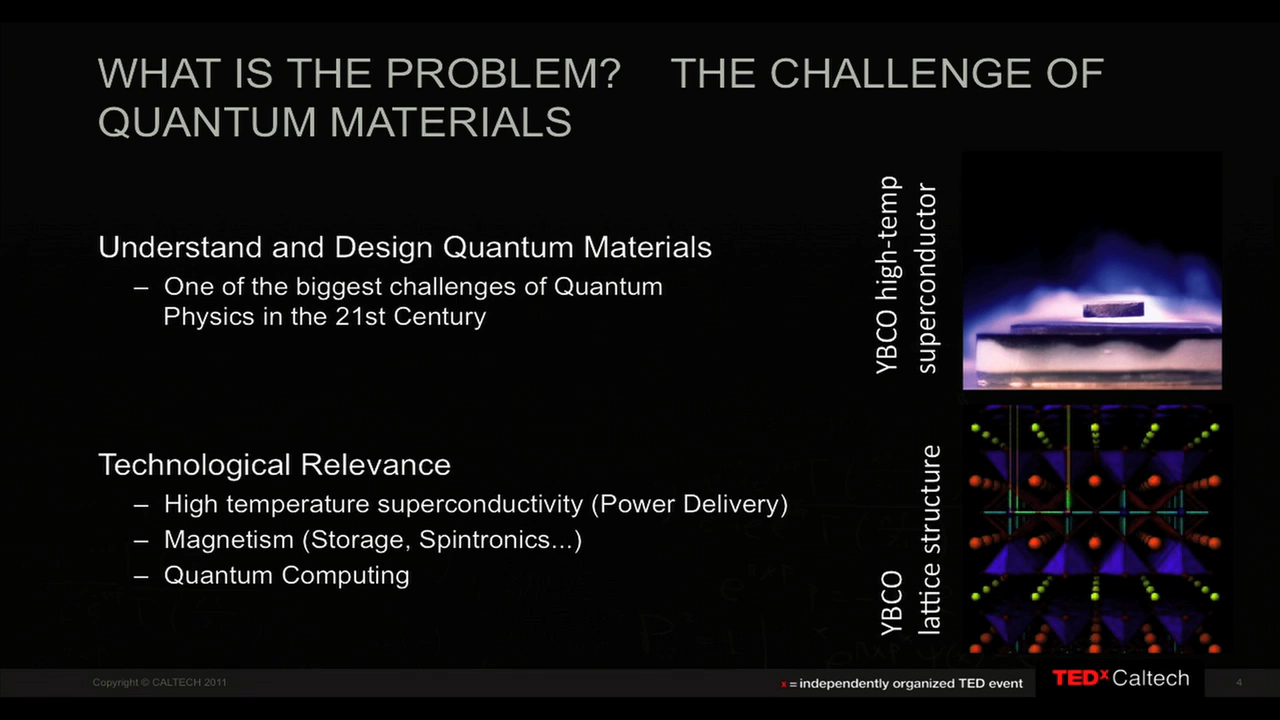 WHAT IS THE PROBLEM? THE CHALLENGE OF
QUANTUM MATERIALS
Understand and Design Quantum Materials
– One of the biggest challenges of Quantum
Physics in the 21st Century
Technological Relevance
– High temperature superconductivity (Power Delivery)
– Magnetism (Storage, Spintronics...)
– Quantum Computing
YBCO high-temp
superconductor
YBCO
lattice structure
Copyright © CALTECH 2011
x = independently organized TED event
TEDx Caltech
4